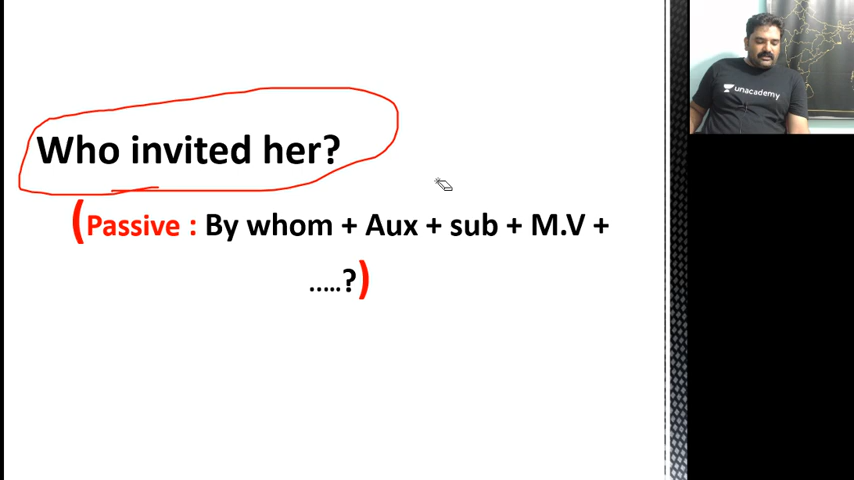 Who invited her?
(Passive : By whom + Aux + sub + M.V +
.....?)
unacademy